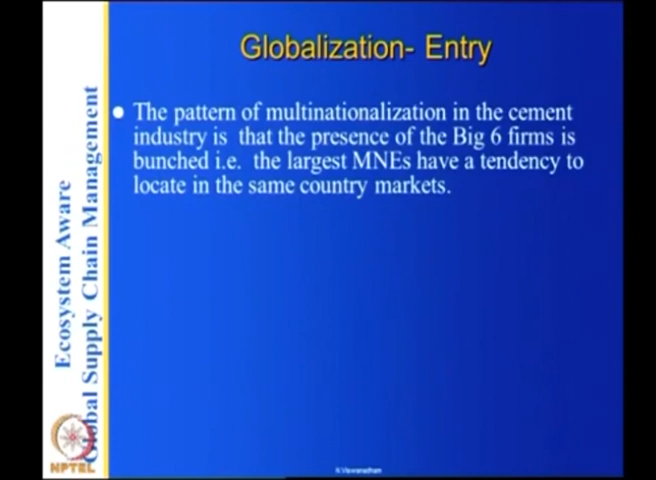 Globalization- Entry
The pattern of multinationalization in the cement
industry is that the presence of the Big 6 firms is
bunched i.e. the largest MNEs have a tendency to
locate in the same country markets.
Ecosystem Aware
Global Supply Chain Management
NPTEL
N.Viswanadham